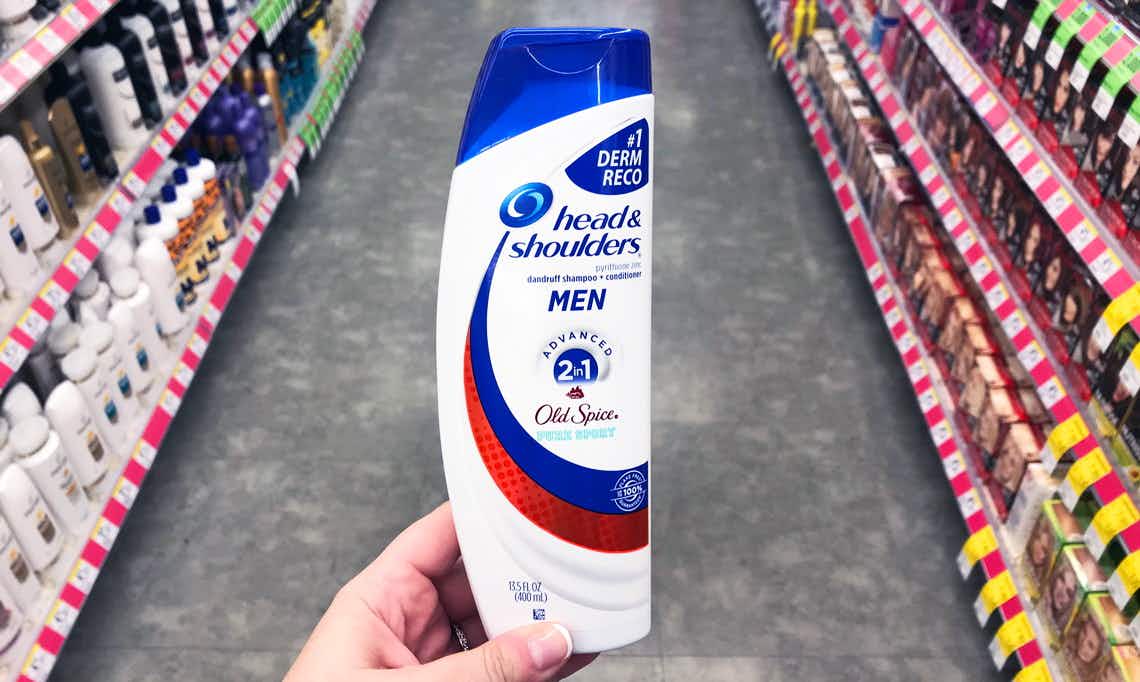 #1
DERM
RECO
head &
shoulders
pyrithione zinc
dandruff shampoo + conditioner
MEN
ADVANCED
2in1
Old Spice
PURE SPORT
100%
13.5 FL OZ
(400 mL)